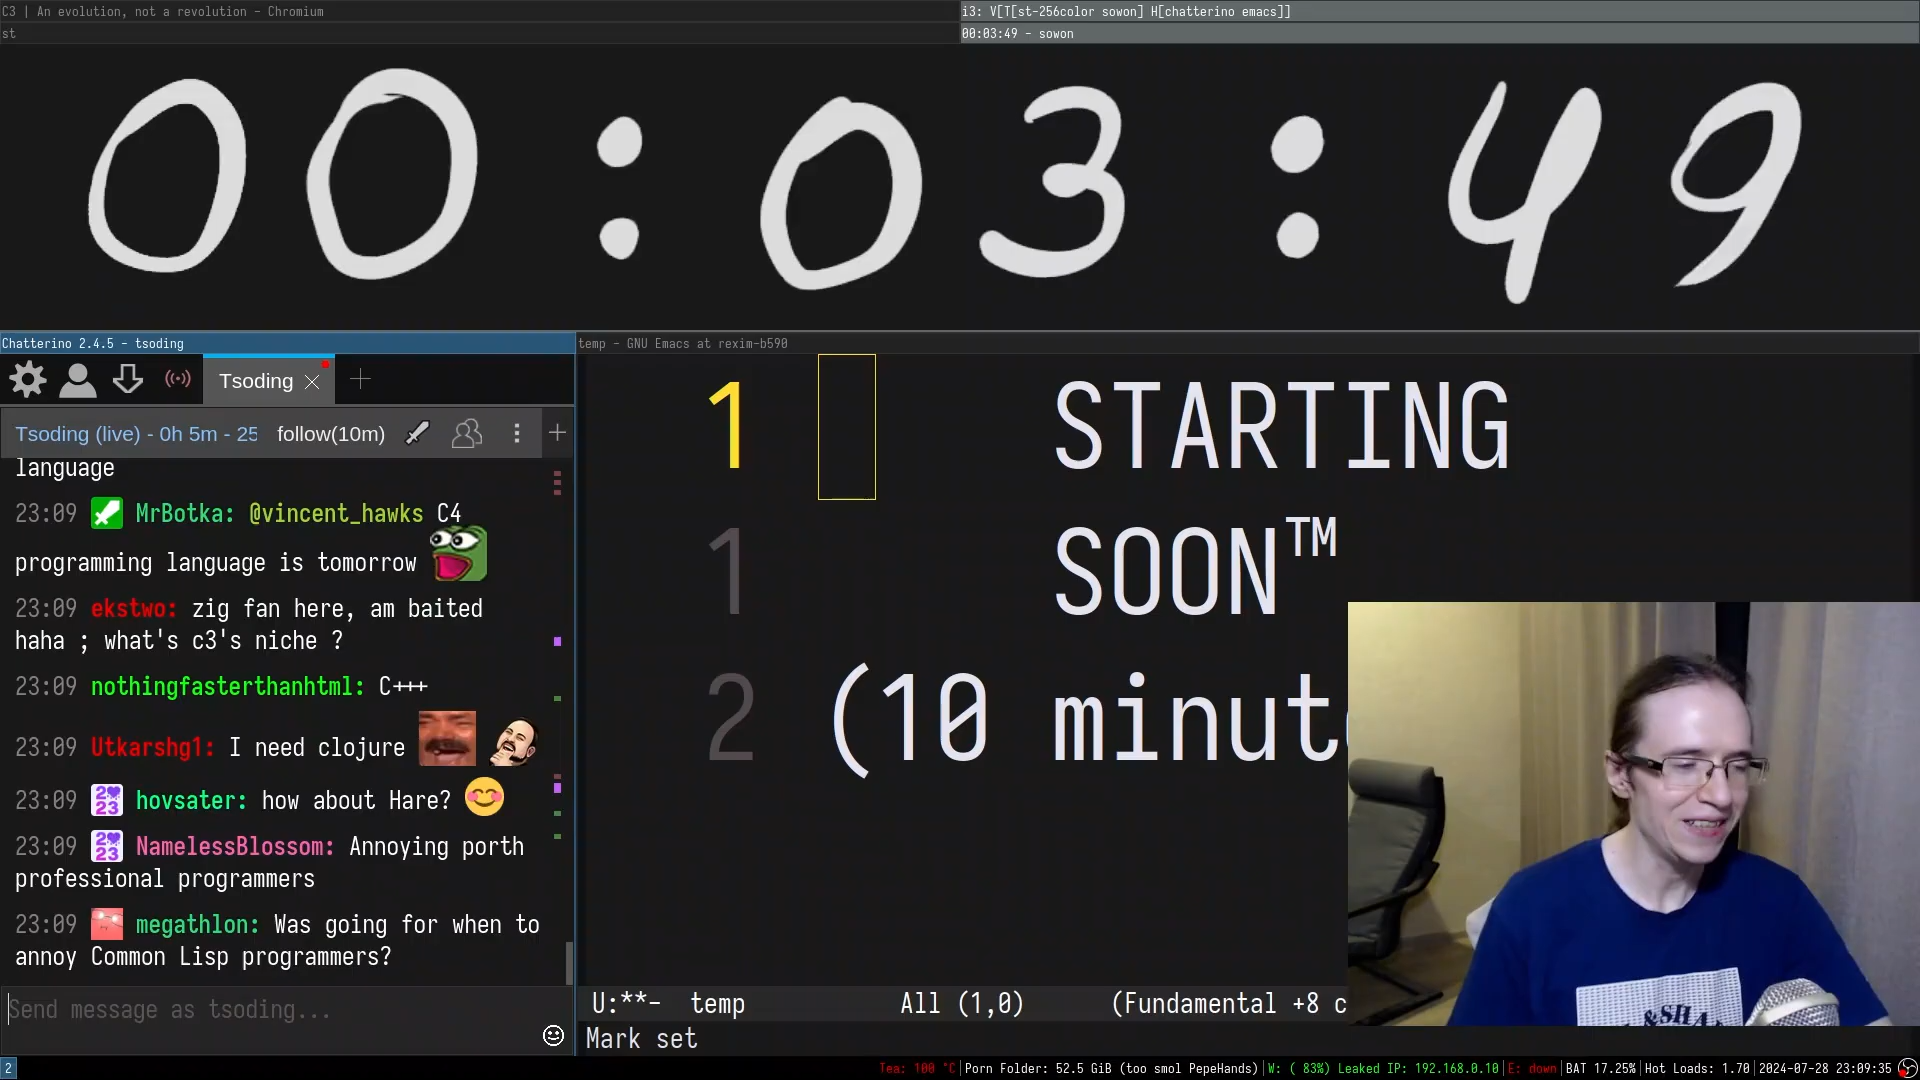 C3 | An evolution, not a revolution - Chromium
i3: V[T[st-256color sowon] H[chatterino emacs]]
st
00:03:49 - sowon
00:03:49
Chatterino 2.4.5 - tsoding
temp - GNU Emacs at rexim-b590
Tsoding
Tsoding (live) - 0h 5m - 25
follow(10m)
language
23:09 MrBotka: @vincent_hawks C4
programming language is tomorrow
23:09 ekstwo: zig fan here, am baited
haha ; what's c3's niche ?
23:09 nothingfasterthanhtml: C+++
23:09 Utkarshg1: I need clojure
23:09 hovsater: how about Hare?
23:09 NamelessBlossom: Annoying porth
professional programmers
23:09 megathlon: Was going for when to
annoy Common Lisp programmers?
Send message as tsoding...
1 STARTING
1 SOON™
2 (10 minut
U:**- temp All (1,0) (Fundamental +8 c
Mark set
2
Tea: 100 °C|Porn Folder: 52.5 GiB (too smol PepeHands)|W: ( 83%) Leaked IP: 192.168.0.10|E: down|BAT 17.25%|Hot Loads: 1.70|2024-07-28 23:09:35